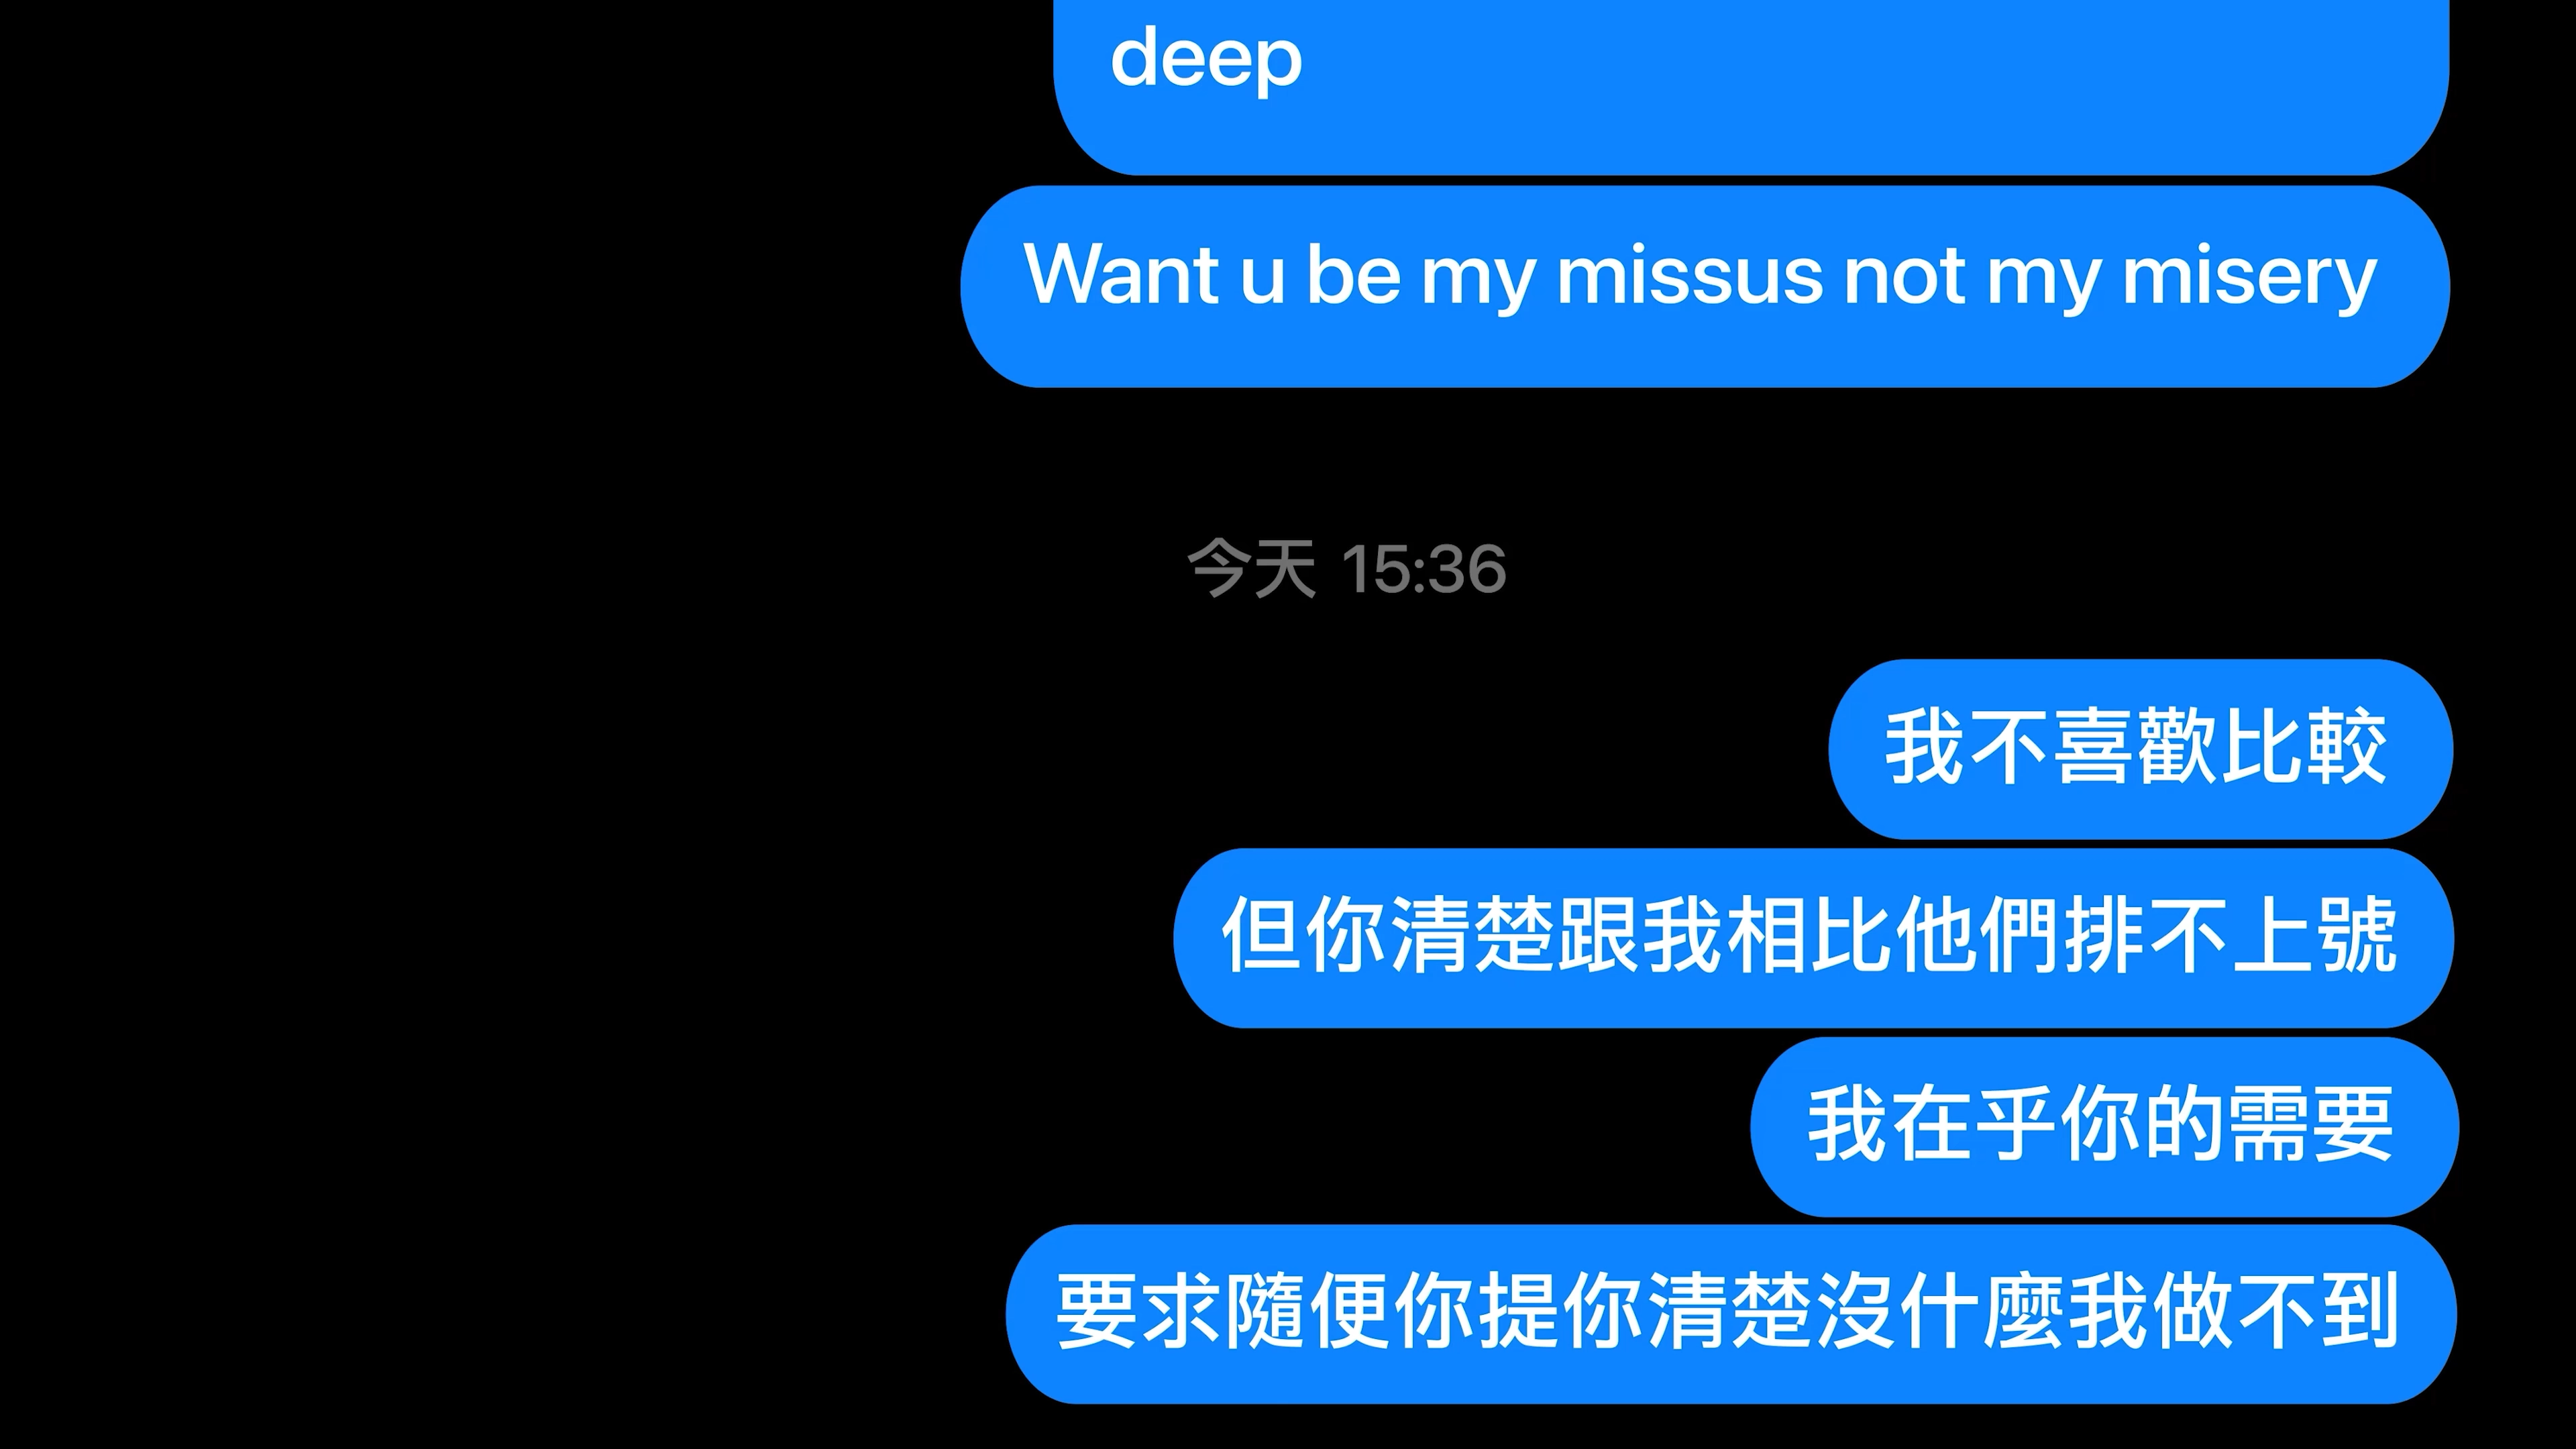 deep
Want u be my missus not my misery
今天 15:36
我不喜歡比較
但你清楚跟我相比他們排不上號
我在乎你的需要
要求隨便你提你清楚沒什麼我做不到